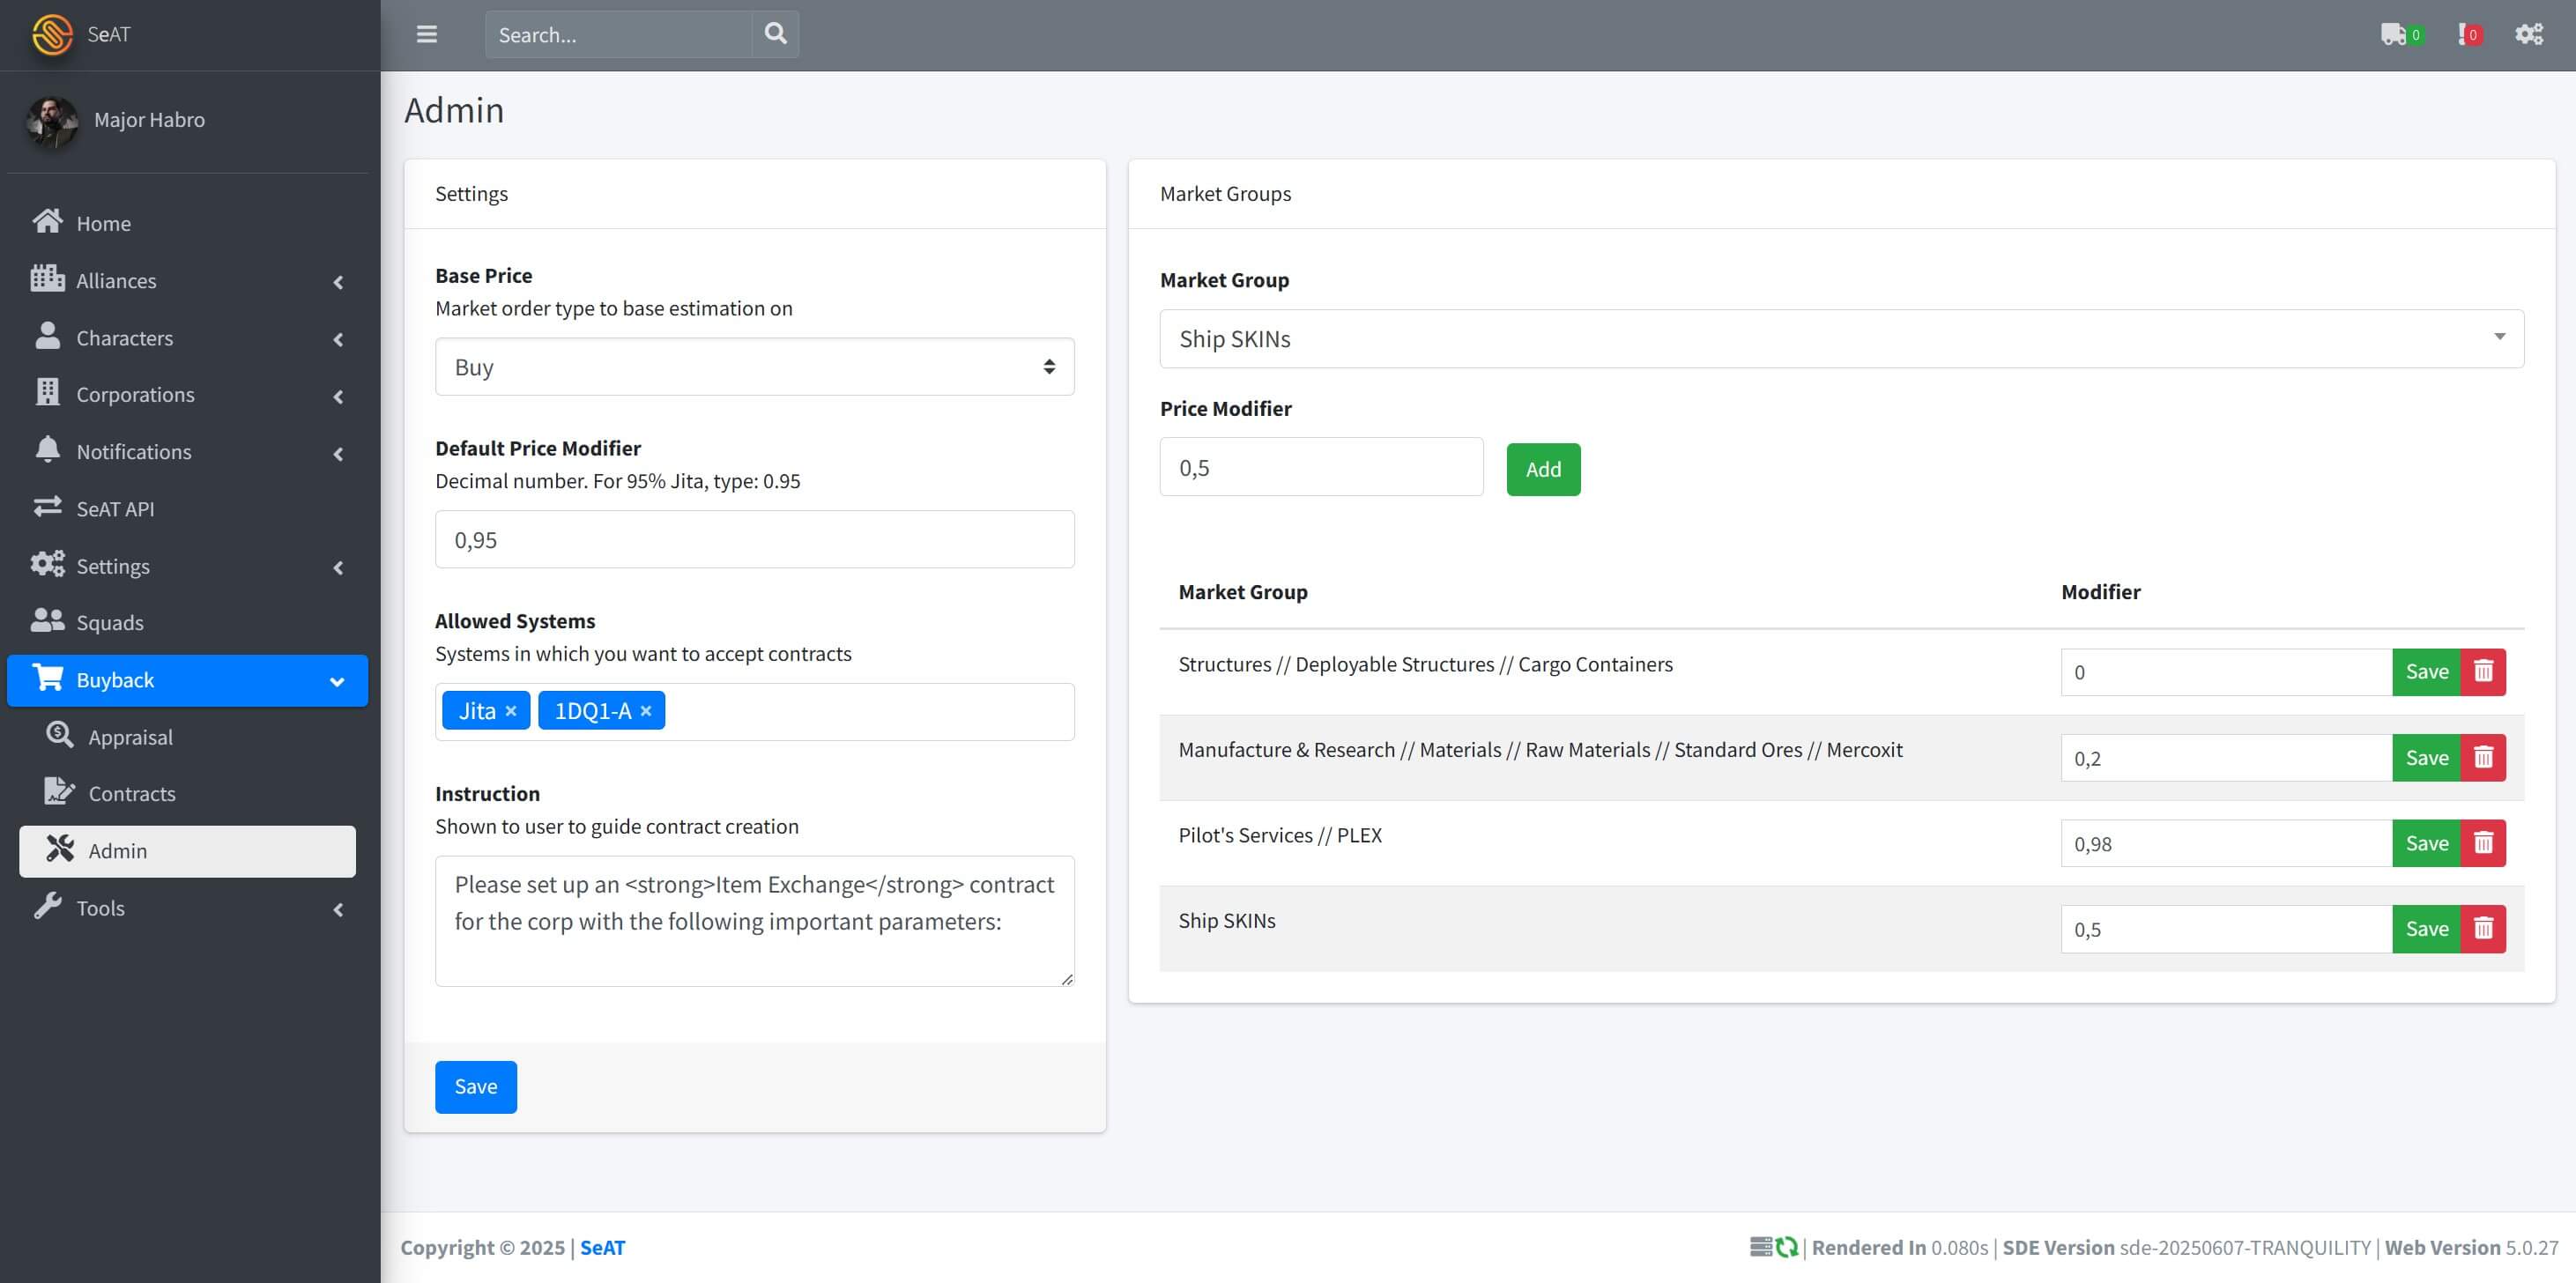 SeAT
Search...
0
0
Major Habro
Home
Alliances
Characters
Corporations
Notifications
SeAT API
Settings
Squads
Buyback
Appraisal
Contracts
Admin
Tools
Admin
Settings
Base Price
Market order type to base estimation on
Buy
Default Price Modifier
Decimal number. For 95% Jita, type: 0.95
0,95
Allowed Systems
Systems in which you want to accept contracts
Jita × 1DQ1-A ×
Instruction
Shown to user to guide contract creation
Please set up an <strong>Item Exchange</strong> contract
for the corp with the following important parameters:
Save
Market Groups
Market Group
Ship SKINs
Price Modifier
0,5 Add
Market Group Modifier
Structures // Deployable Structures // Cargo Containers 0 Save
Manufacture & Research // Materials // Raw Materials // Standard Ores // Mercoxit 0,2 Save
Pilot's Services // PLEX 0,98 Save
Ship SKINs 0,5 Save
Copyright © 2025 | SeAT
| Rendered In 0.080s | SDE Version sde-20250607-TRANQUILITY | Web Version 5.0.27